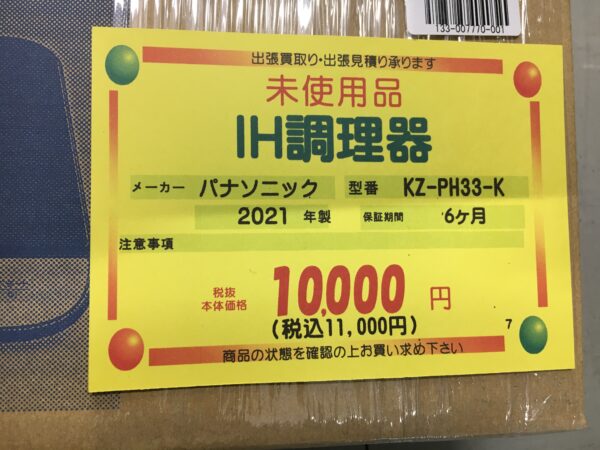 133-007770-001
出張買取り・出張見積り承ります
未使用品
IH調理器
メーカー パナソニック 型番 KZ-PH33-K
2021 年製 保証期間 6ケ月
注意事項
税抜
本体価格 10,000 円
(税込11,000円)
7
商品の状態を確認の上お買い求め下さい